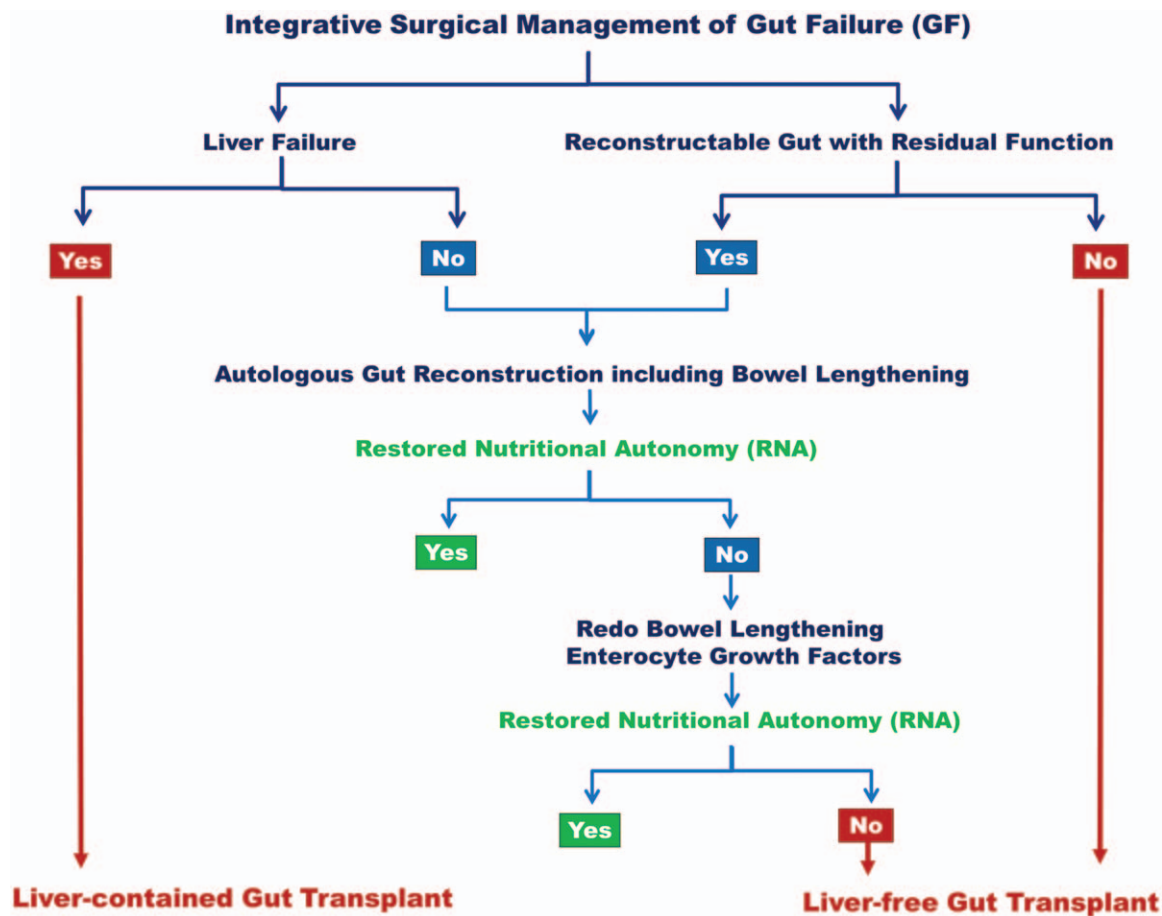 Integrative Surgical Management of Gut Failure (GF)
Liver Failure
Reconstructable Gut with Residual Function
Yes
No
Yes
No
Autologous Gut Reconstruction including Bowel Lengthening
Restored Nutritional Autonomy (RNA)
Yes
No
Redo Bowel Lengthening
Enterocyte Growth Factors
Restored Nutritional Autonomy (RNA)
Yes
No
Liver-contained Gut Transplant
Liver-free Gut Transplant